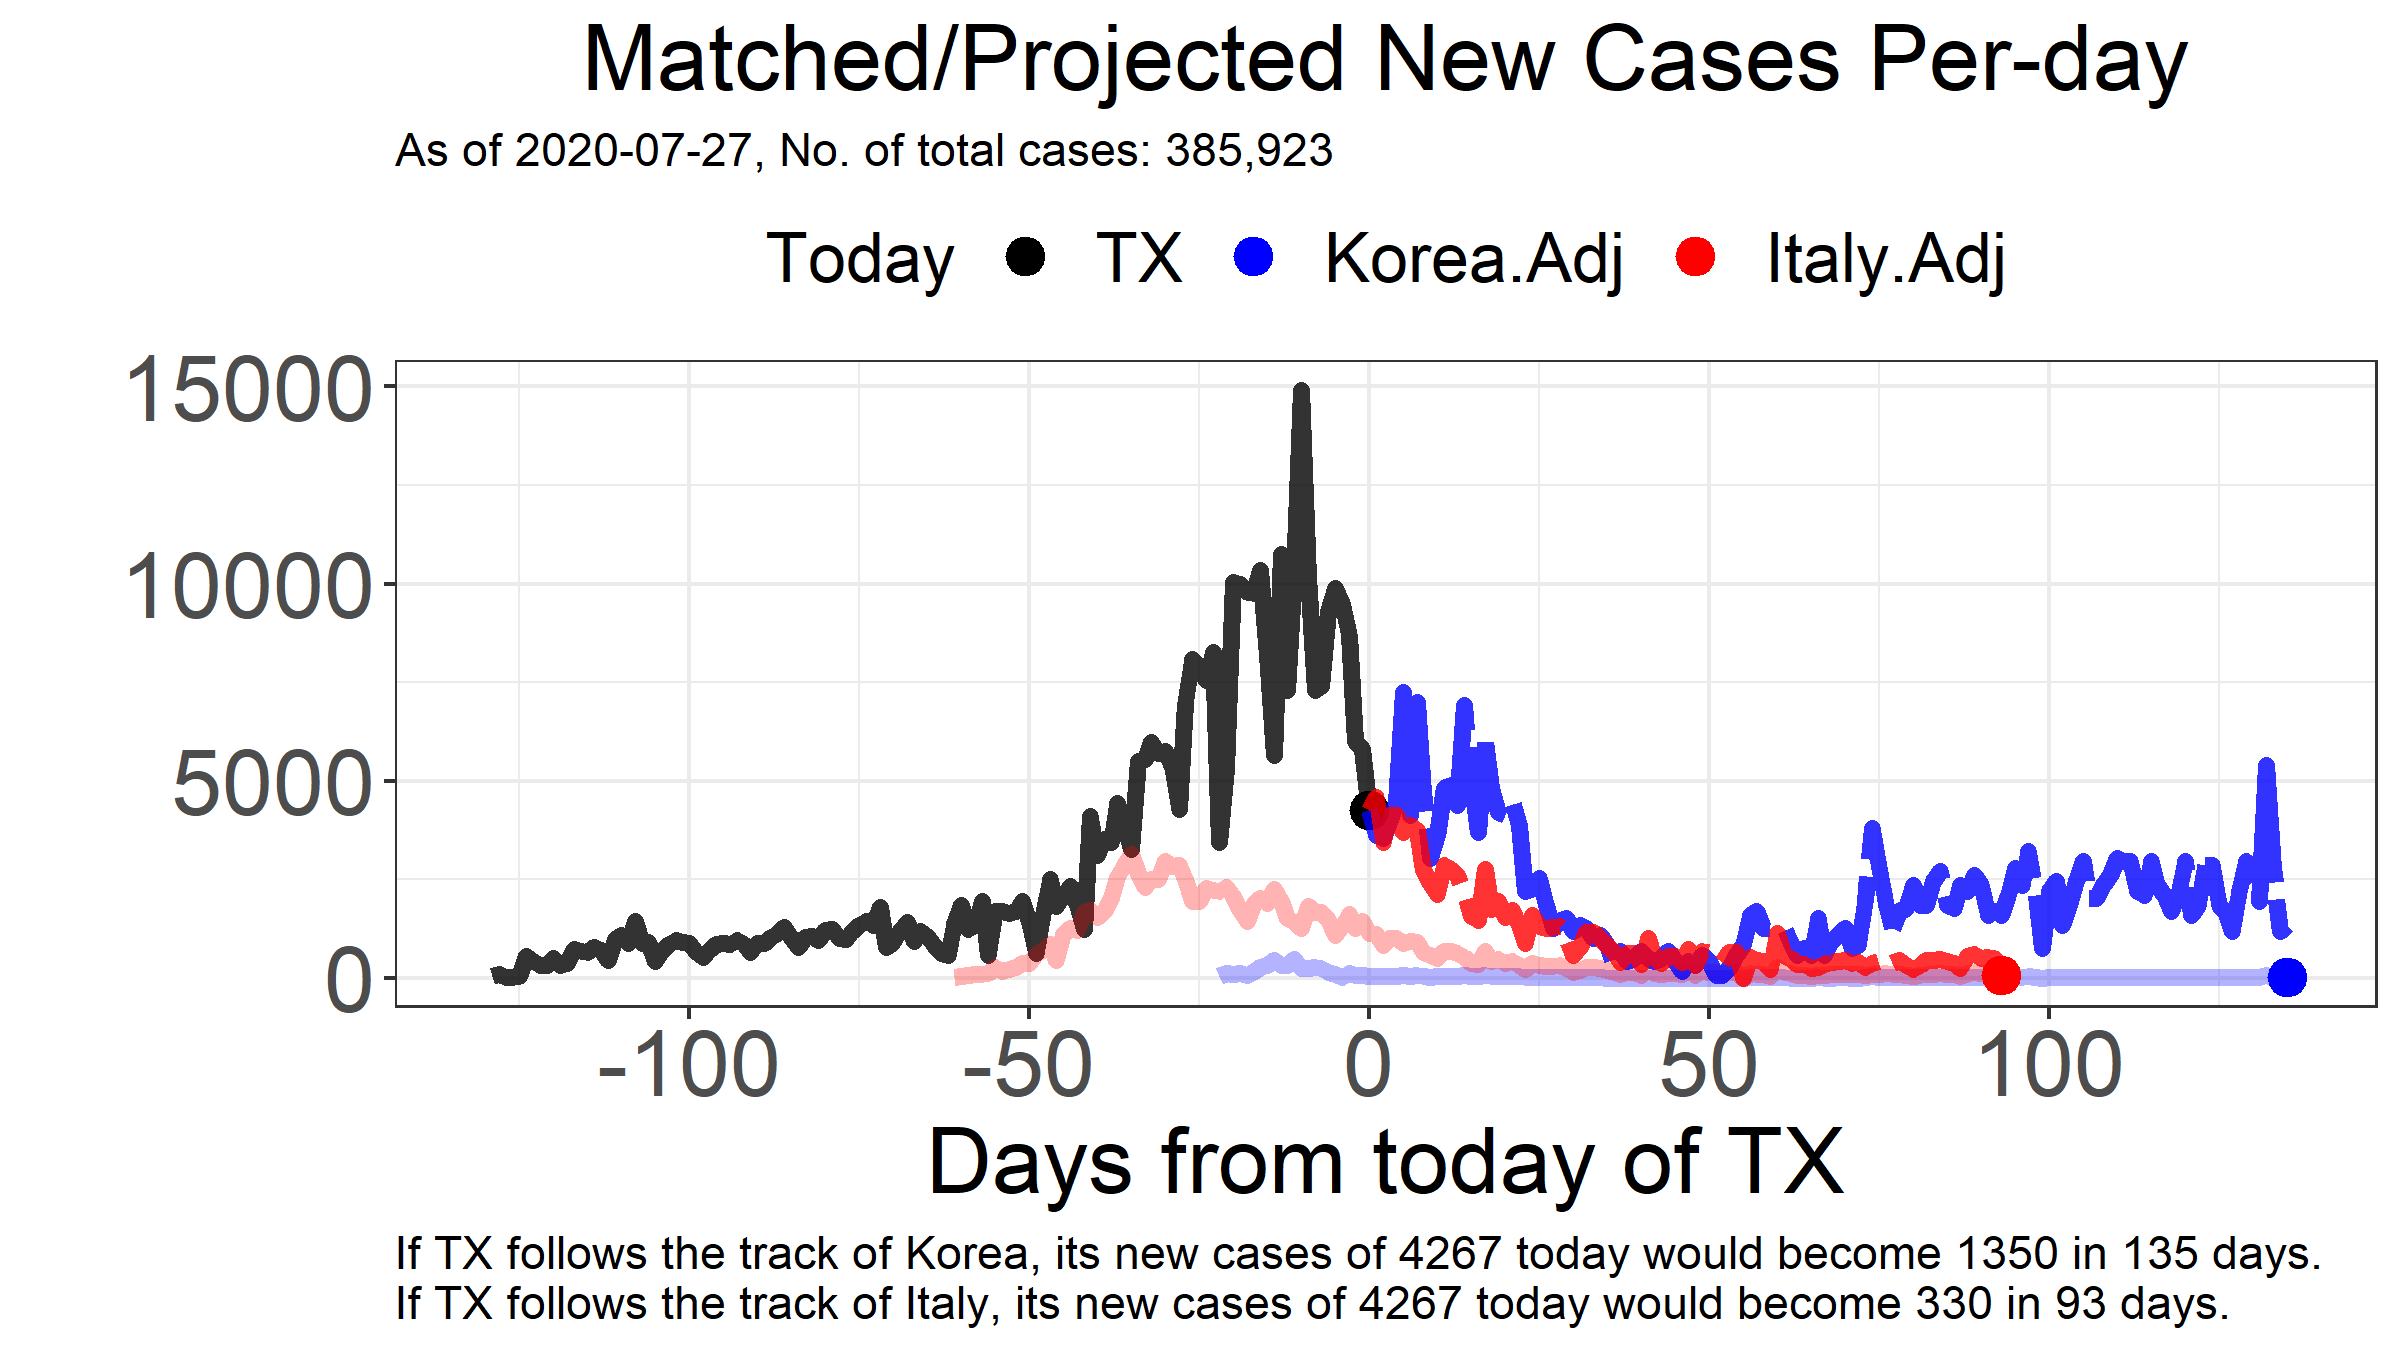 Matched/Projected New Cases Per-day
As of 2020-07-27, No. of total cases: 385,923
Today TX Korea.Adj Italy.Adj
15000
10000
5000
0
-100 -50 0 50 100
Days from today of TX
If TX follows the track of Korea, its new cases of 4267 today would become 1350 in 135 days.
If TX follows the track of Italy, its new cases of 4267 today would become 330 in 93 days.